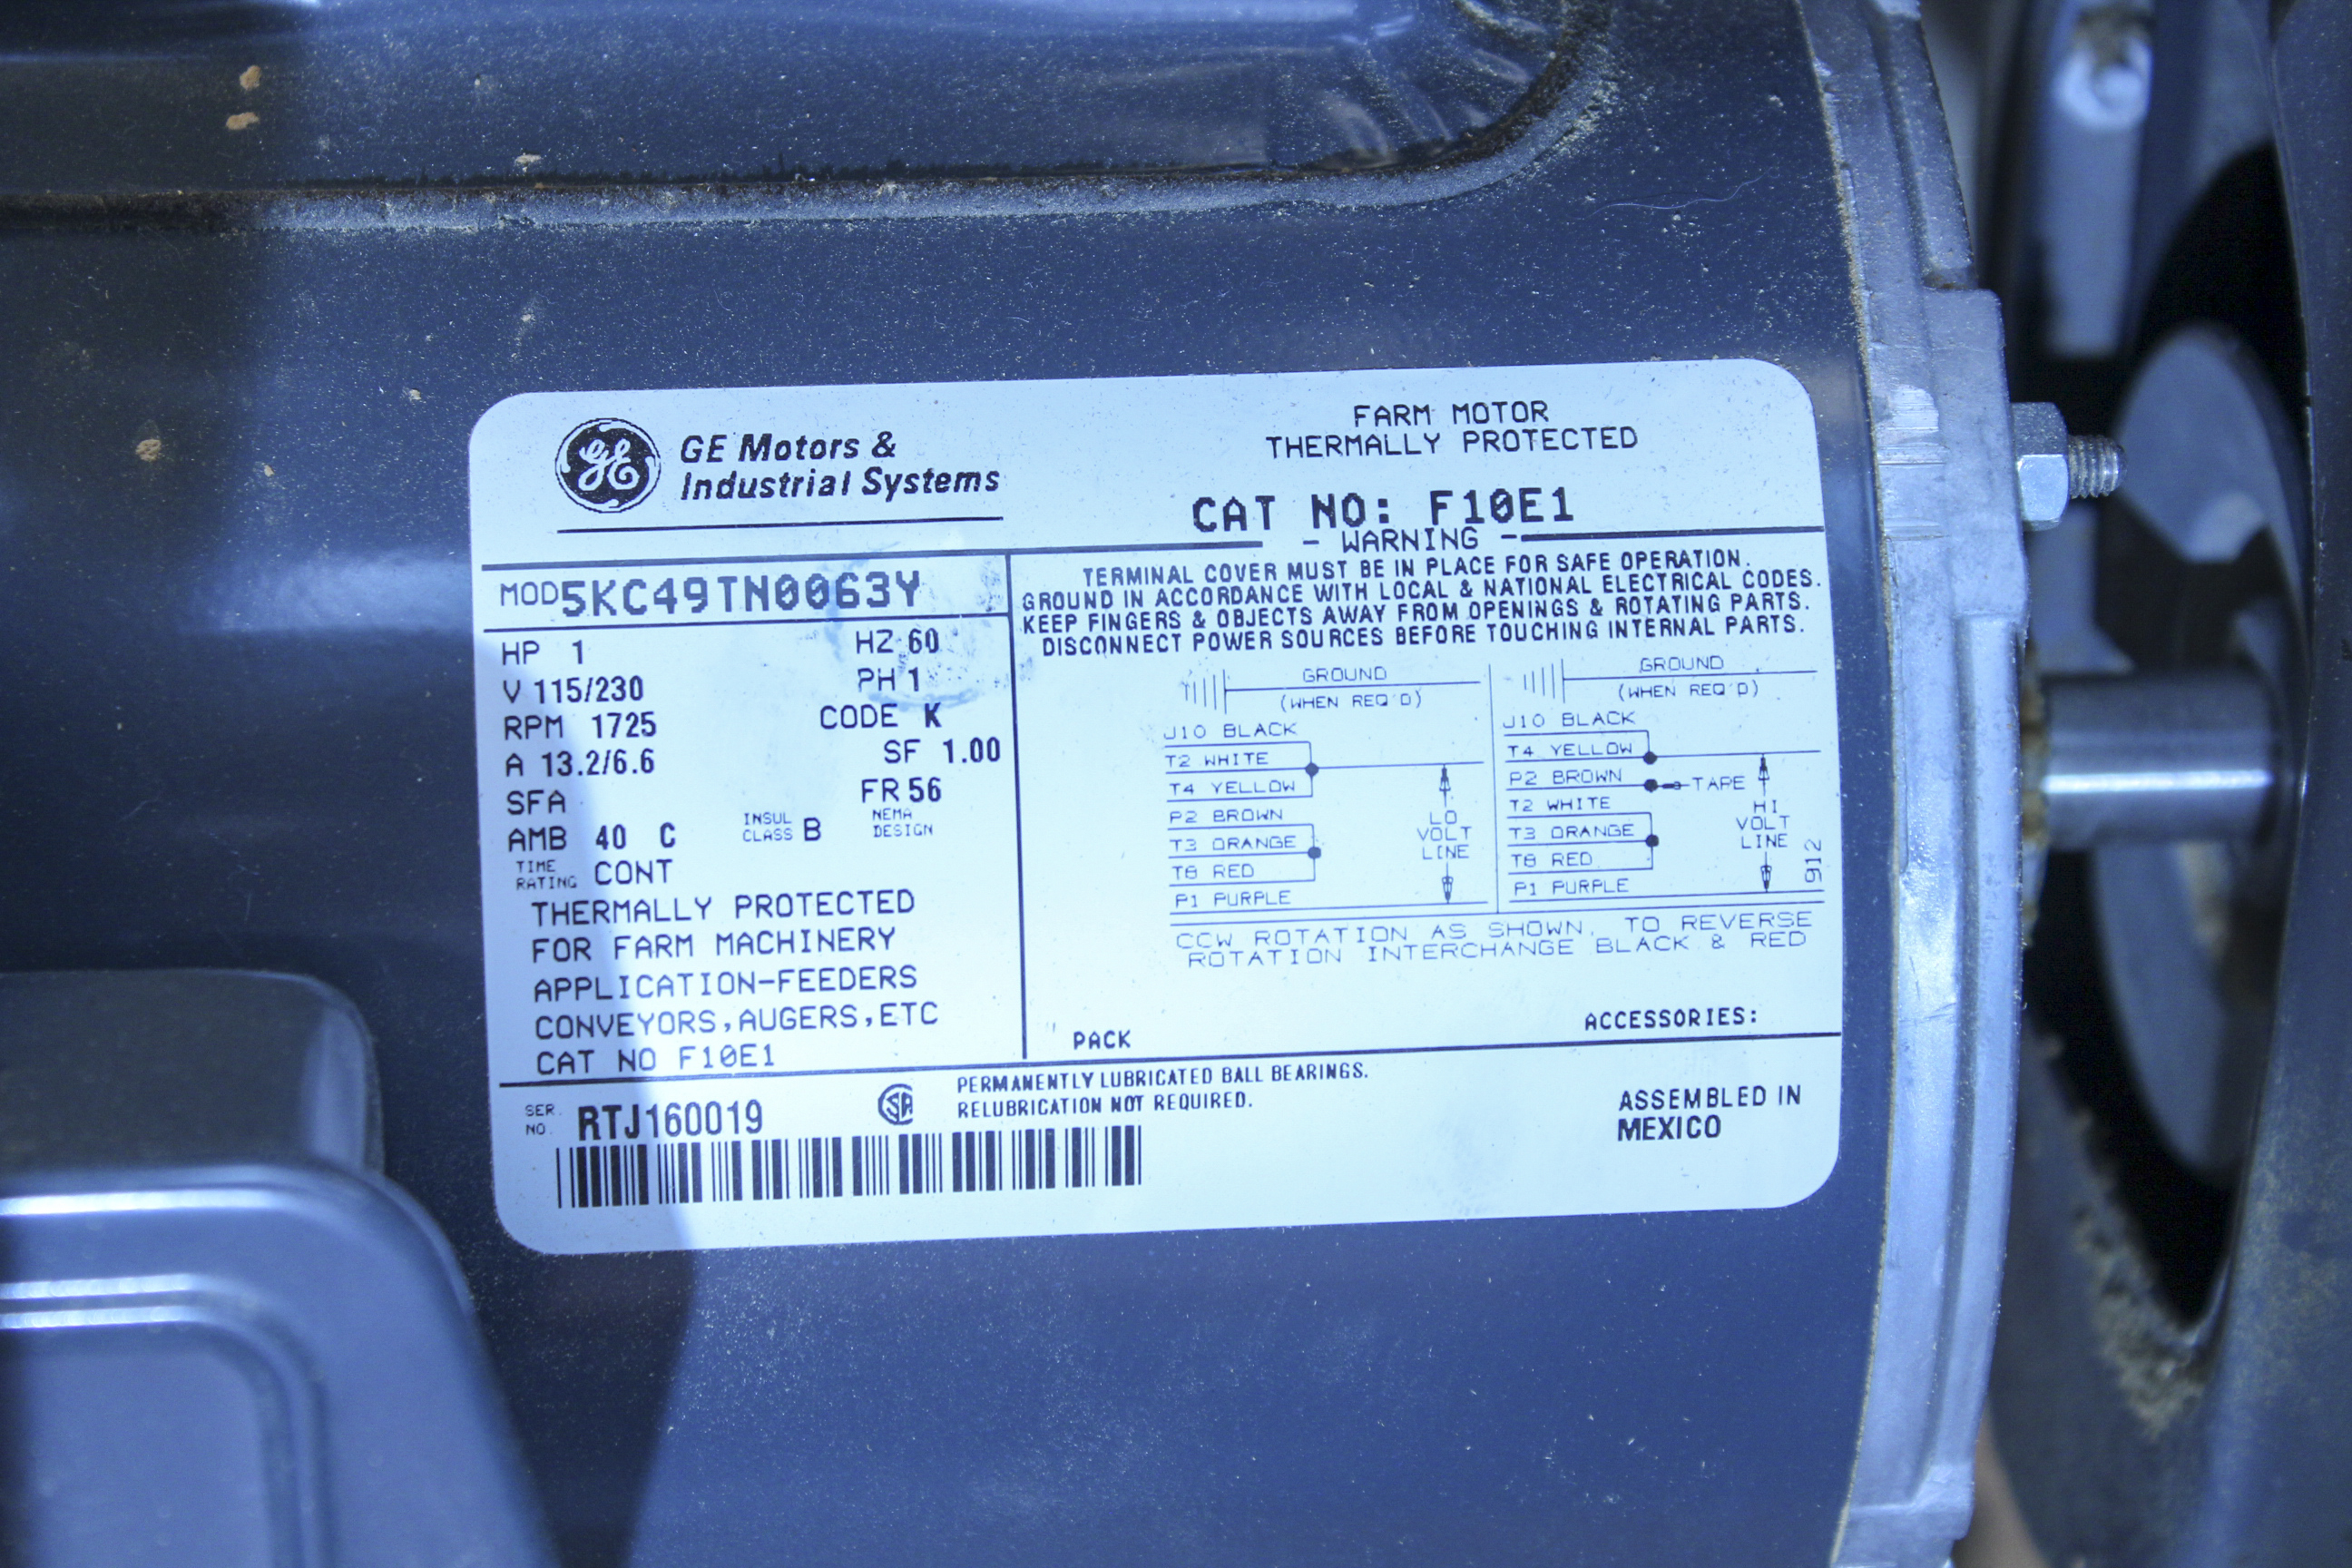 GE
GE Motors &
Industrial Systems
FARM MOTOR
THERMALLY PROTECTED
CAT NO: F10E1
- WARNING -
TERMINAL COVER MUST BE IN PLACE FOR SAFE OPERATION.
GROUND IN ACCORDANCE WITH LOCAL & NATIONAL ELECTRICAL CODES.
KEEP FINGERS & OBJECTS AWAY FROM OPENINGS & ROTATING PARTS.
DISCONNECT POWER SOURCES BEFORE TOUCHING INTERNAL PARTS.
MOD 5KC49TN0063Y
HP 1 HZ 60
V 115/230 PH 1
RPM 1725 CODE K
A 13.2/6.6 SF 1.00
SFA FR 56
AMB 40 C INSUL CLASS B NEMA DESIGN
TIME RATING CONT
THERMALLY PROTECTED
FOR FARM MACHINERY
APPLICATION-FEEDERS
CONVEYORS,AUGERS,ETC
CAT NO F10E1
GROUND
(WHEN REQ'D)
J10 BLACK
T2 WHITE
T4 YELLOW
P2 BROWN
T3 ORANGE
T8 RED
P1 PURPLE
LO
VOLT
LINE
GROUND
(WHEN REQ'D)
J10 BLACK
T4 YELLOW
P2 BROWN
TAPE
T2 WHITE
T3 ORANGE
T8 RED
P1 PURPLE
HI
VOLT
LINE
912
CCW ROTATION AS SHOWN. TO REVERSE
ROTATION INTERCHANGE BLACK & RED
PACK
ACCESSORIES:
SER. NO. RTJ160019
SA
PERMANENTLY LUBRICATED BALL BEARINGS.
RELUBRICATION NOT REQUIRED.
ASSEMBLED IN
MEXICO